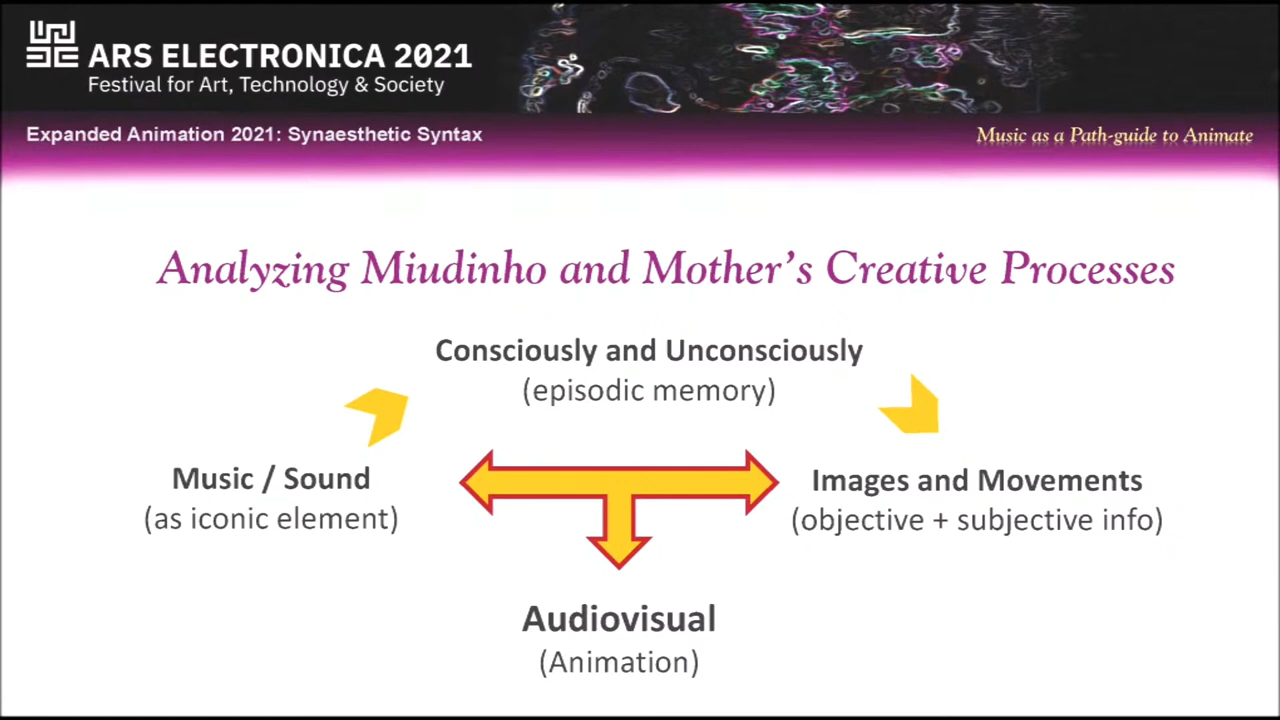 ARS ELECTRONICA 2021
Festival for Art, Technology & Society
Expanded Animation 2021: Synaesthetic Syntax
Music as a Path-guide to Animate
Analyzing Miudinho and Mother's Creative Processes
Consciously and Unconsciously
(episodic memory)
Music / Sound
(as iconic element)
Images and Movements
(objective + subjective info)
Audiovisual
(Animation)